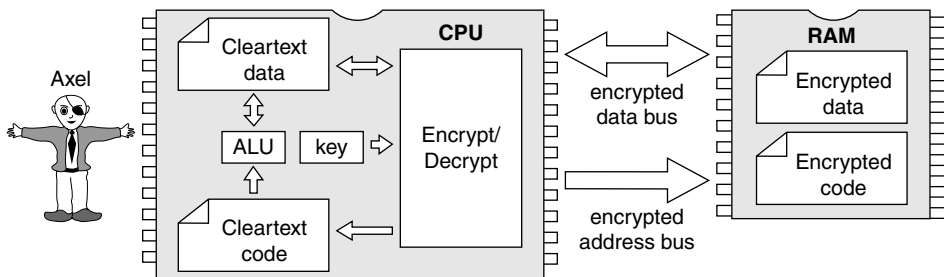 Axel
CPU
Cleartext
data
ALU
key
Encrypt/
Decrypt
Cleartext
code
encrypted
data bus
encrypted
address bus
RAM
Encrypted
data
Encrypted
code